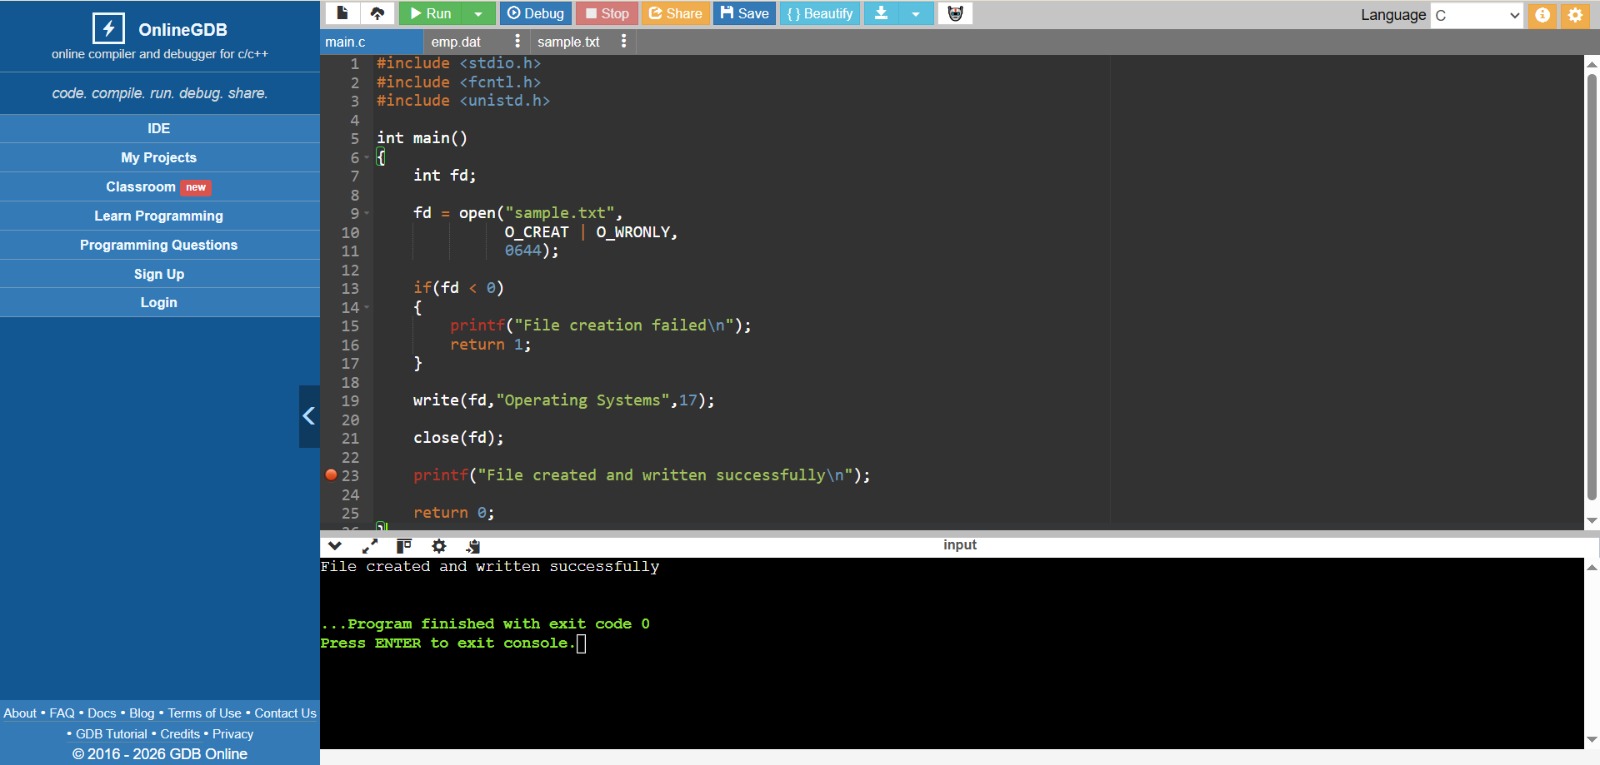 OnlineGDB
online compiler and debugger for c/c++
code. compile. run. debug. share.
IDE
My Projects
Classroom new
Learn Programming
Programming Questions
Sign Up
Login
About • FAQ • Docs • Blog • Terms of Use • Contact Us
• GDB Tutorial • Credits • Privacy
© 2016 - 2026 GDB Online
Run Debug Stop Share Save { } Beautify Language C
main.c emp.dat sample.txt
1 #include <stdio.h>
2 #include <fcntl.h>
3 #include <unistd.h>
4
5 int main()
6 {
7 int fd;
8
9 fd = open("sample.txt",
10 O_CREAT | O_WRONLY,
11 0644);
12
13 if(fd < 0)
14 {
15 printf("File creation failed\n");
16 return 1;
17 }
18
19 write(fd,"Operating Systems",17);
20
21 close(fd);
22
23 printf("File created and written successfully\n");
24
25 return 0;
26 }
input
File created and written successfully
...Program finished with exit code 0
Press ENTER to exit console.